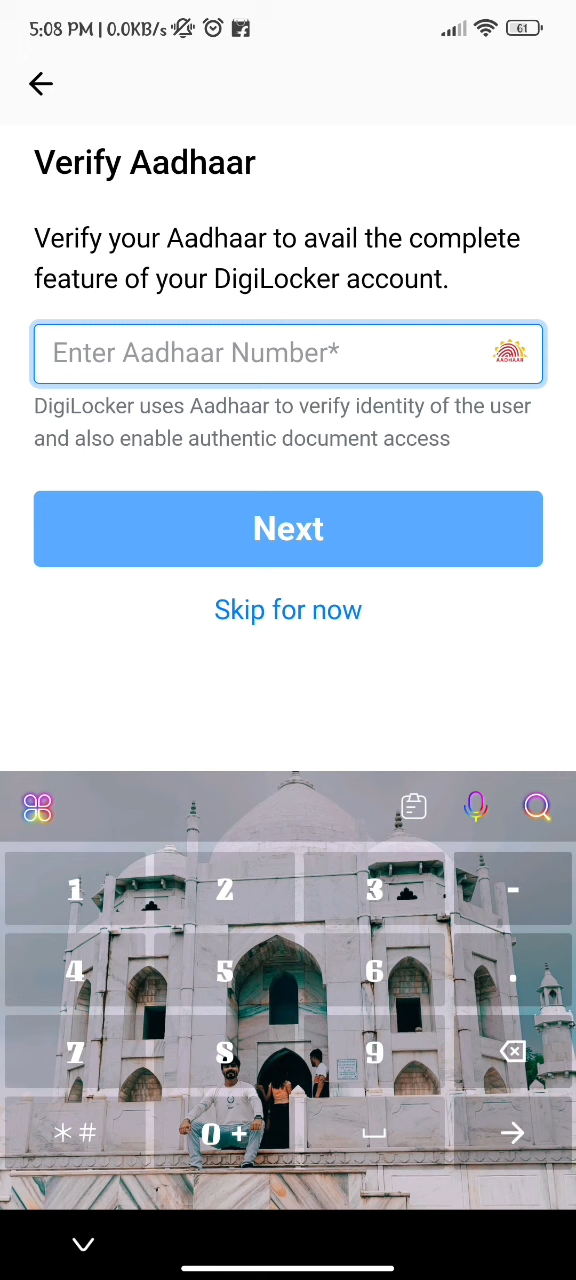 5:08 PM | 0.0KB/s
61
Verify Aadhaar
Verify your Aadhaar to avail the complete
feature of your DigiLocker account.
Enter Aadhaar Number*
AADHAAR
DigiLocker uses Aadhaar to verify identity of the user
and also enable authentic document access
Next
Skip for now
1 2 3 -
4 5 6 .
7 8 9
*# 0 +